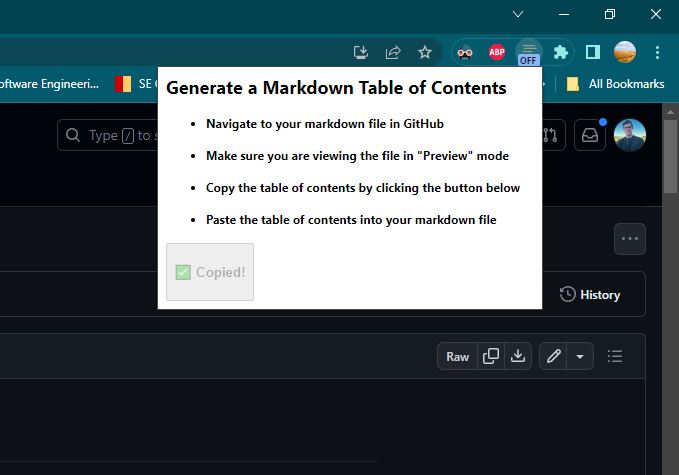 ABP
OFF
oftware Engineeri...
SE
All Bookmarks
Generate a Markdown Table of Contents
Navigate to your markdown file in GitHub
Make sure you are viewing the file in "Preview" mode
Copy the table of contents by clicking the button below
Paste the table of contents into your markdown file
✅ Copied!
Type / to s
History
Raw